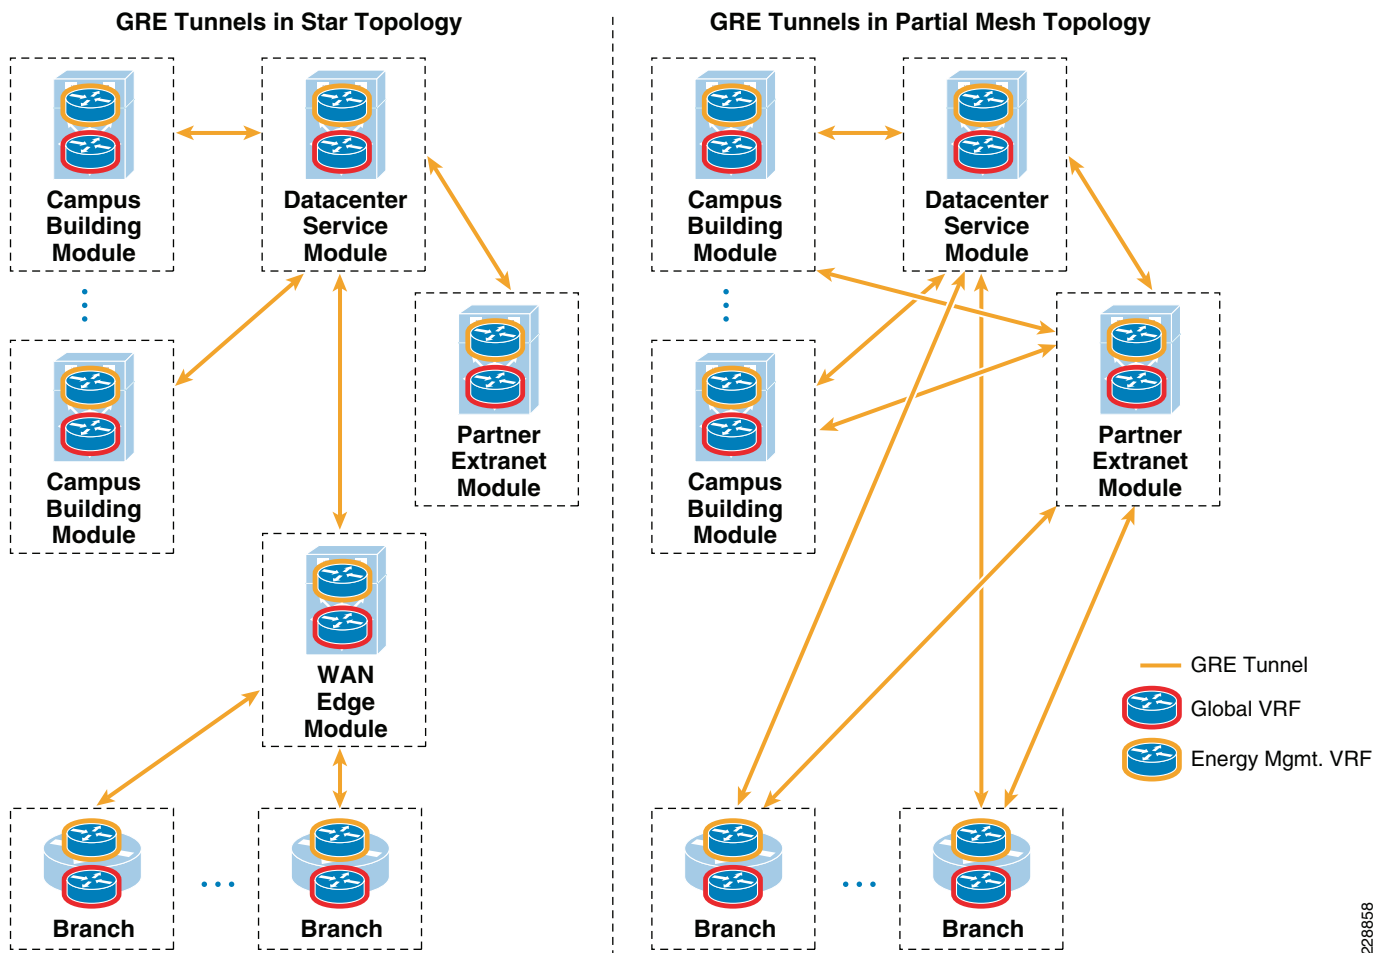 GRE Tunnels in Star Topology
Campus
Building
Module
Datacenter
Service
Module
Campus
Building
Module
Partner
Extranet
Module
WAN
Edge
Module
Branch
Branch
GRE Tunnels in Partial Mesh Topology
Campus
Building
Module
Datacenter
Service
Module
Campus
Building
Module
Partner
Extranet
Module
Branch
Branch
GRE Tunnel
Global VRF
Energy Mgmt. VRF
228858